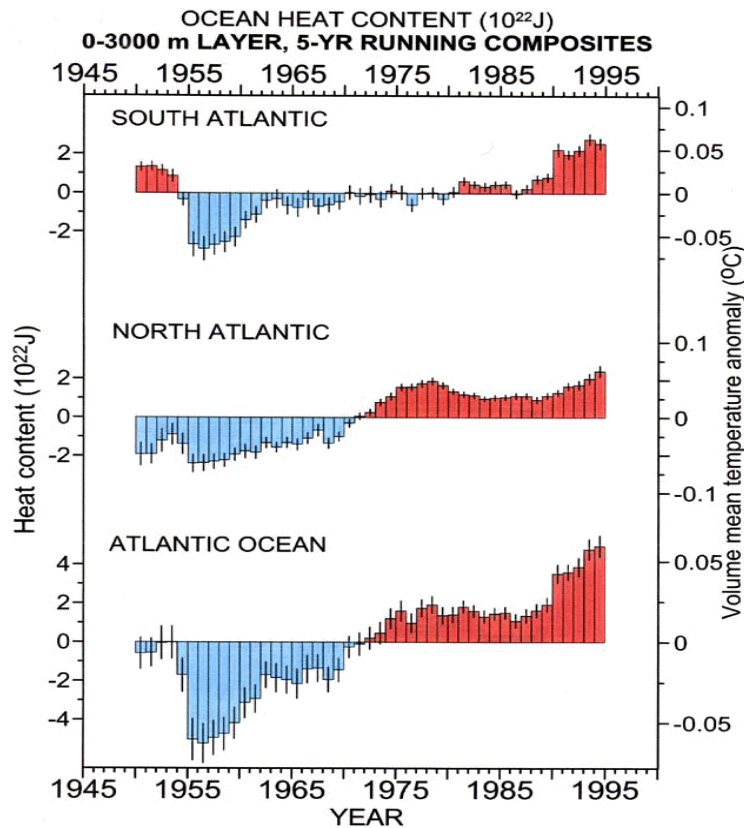 OCEAN HEAT CONTENT (10²²J)
0-3000 m LAYER, 5-YR RUNNING COMPOSITES
1945 1955 1965 1975 1985 1995
SOUTH ATLANTIC
2
0
-2
0.1
0.05
0
-0.05
NORTH ATLANTIC
2
0
-2
0.1
0
-0.1
ATLANTIC OCEAN
4
2
0
-2
-4
0.05
0
-0.05
Heat content (10²²J)
Volume mean temperature anomaly (ºC)
1945 1955 1965 1975 1985 1995
YEAR